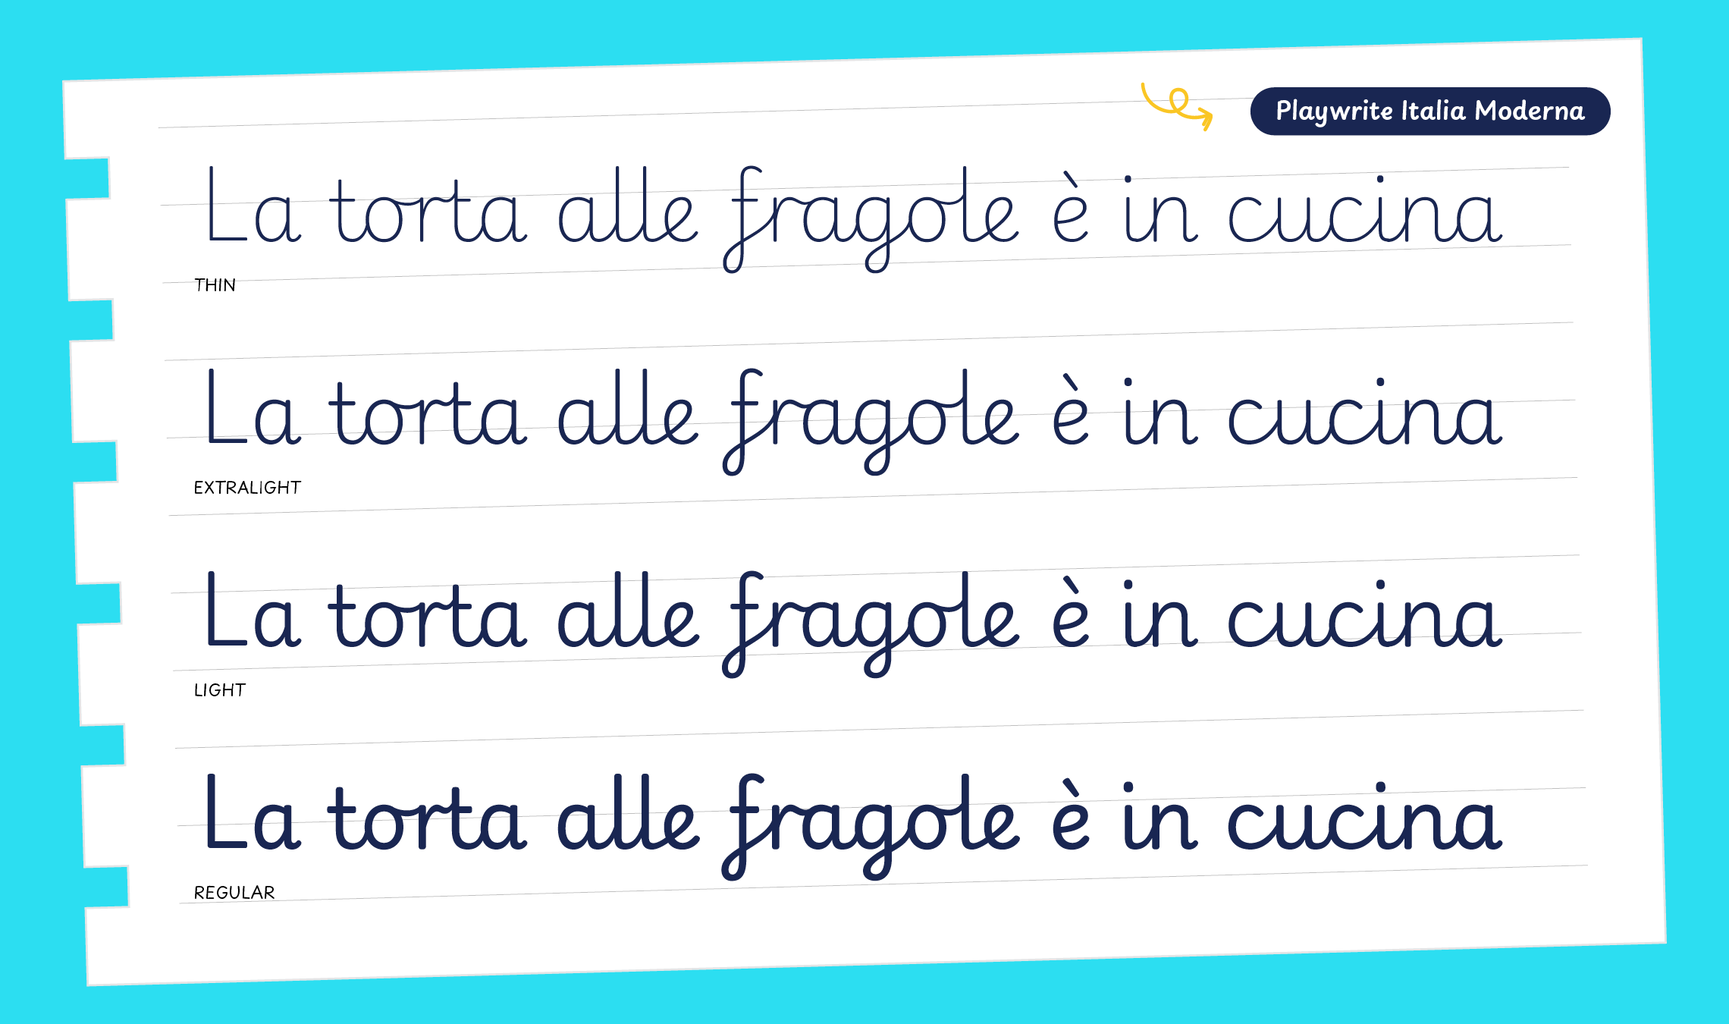 Playwrite Italia Moderna
La torta alle fragole è in cucina
THIN
La torta alle fragole è in cucina
EXTRALIGHT
La torta alle fragole è in cucina
LIGHT
La torta alle fragole è in cucina
REGULAR